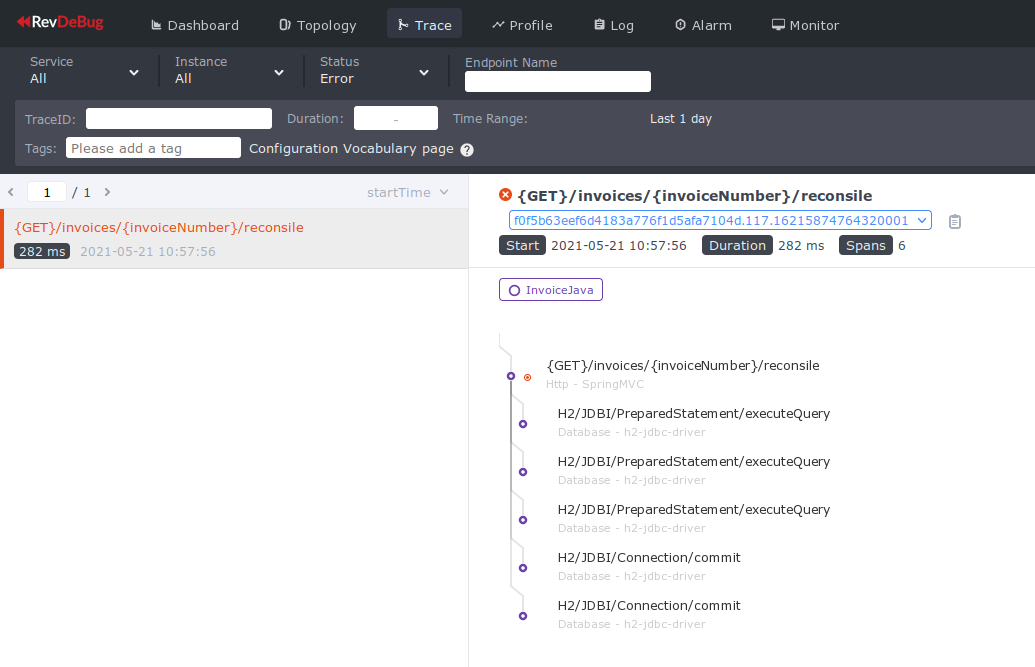 RevDeBug Dashboard Topology Trace Profile Log Alarm Monitor
Service Instance Status Endpoint Name
All All Error
TraceID: Duration: - Time Range: Last 1 day
Tags: Please add a tag Configuration Vocabulary page ?
1 / 1 startTime
{GET}/invoices/{invoiceNumber}/reconsile
282 ms 2021-05-21 10:57:56
{GET}/invoices/{invoiceNumber}/reconsile
f0f5b63eef6d4183a776f1d5afa7104d.117.16215874764320001
Start 2021-05-21 10:57:56 Duration 282 ms Spans 6
InvoiceJava
{GET}/invoices/{invoiceNumber}/reconsile
Http - SpringMVC
H2/JDBI/PreparedStatement/executeQuery
Database - h2-jdbc-driver
H2/JDBI/PreparedStatement/executeQuery
Database - h2-jdbc-driver
H2/JDBI/PreparedStatement/executeQuery
Database - h2-jdbc-driver
H2/JDBI/Connection/commit
Database - h2-jdbc-driver
H2/JDBI/Connection/commit
Database - h2-jdbc-driver